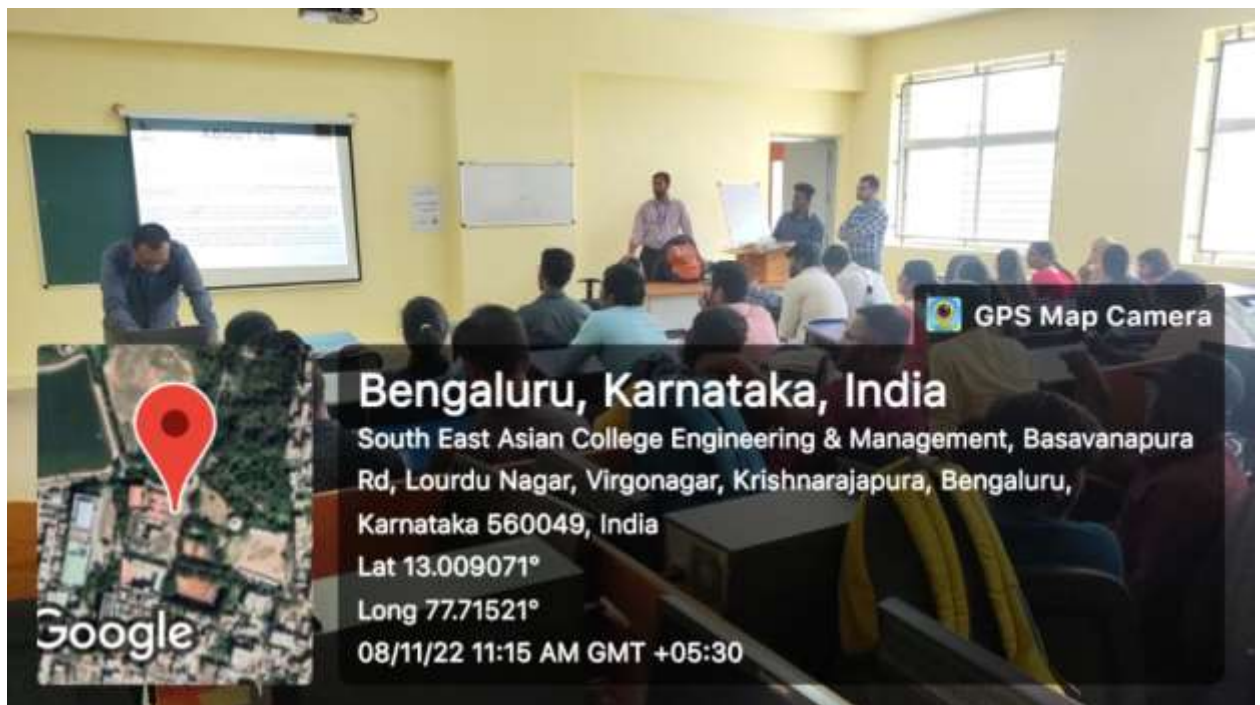 ABOUT US
GPS Map Camera
Bengaluru, Karnataka, India
South East Asian College Engineering & Management, Basavanapura
Rd, Lourdu Nagar, Virgonagar, Krishnarajapura, Bengaluru,
Karnataka 560049, India
Lat 13.009071°
Long 77.71521°
08/11/22 11:15 AM GMT +05:30
Google